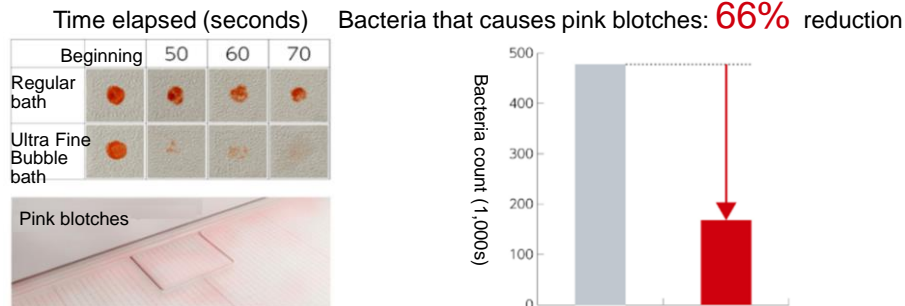 Time elapsed (seconds)
Beginning 50 60 70
Regular
bath
Ultra Fine
Bubble
bath
Pink blotches
Bacteria that causes pink blotches: 66% reduction
Bacteria count (1,000s)
500
400
300
200
100
0